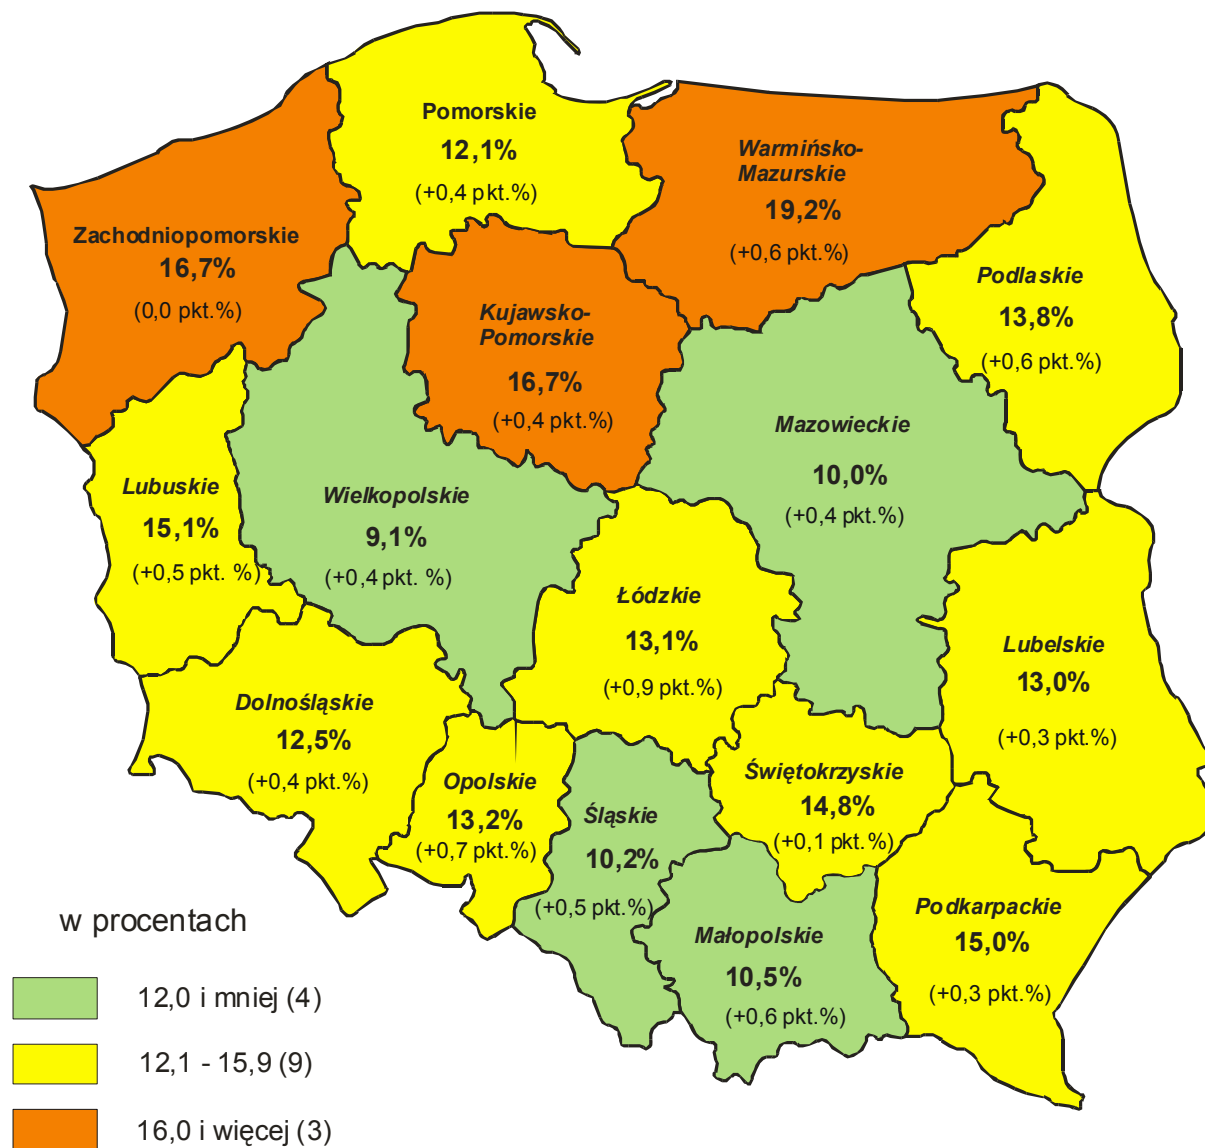 Pomorskie
12,1%
(+0,4 pkt.%)
Warmińsko-
Mazurskie
19,2%
(+0,6 pkt.%)
Zachodniopomorskie
16,7%
(0,0 pkt.%)
Podlaskie
13,8%
(+0,6 pkt.%)
Kujawsko-
Pomorskie
16,7%
(+0,4 pkt.%)
Mazowieckie
10,0%
(+0,4 pkt.%)
Lubuskie
15,1%
(+0,5 pkt. %)
Wielkopolskie
9,1%
(+0,4 pkt. %)
Łódzkie
13,1%
(+0,9 pkt.%)
Lubelskie
13,0%
(+0,3 pkt.%)
Dolnośląskie
12,5%
(+0,4 pkt.%)
Opolskie
13,2%
(+0,7 pkt.%)
Śląskie
10,2%
(+0,5 pkt.%)
Świętokrzyskie
14,8%
(+0,1 pkt.%)
Małopolskie
10,5%
(+0,6 pkt.%)
Podkarpackie
15,0%
(+0,3 pkt.%)
w procentach
12,0 i mniej (4)
12,1 - 15,9 (9)
16,0 i więcej (3)